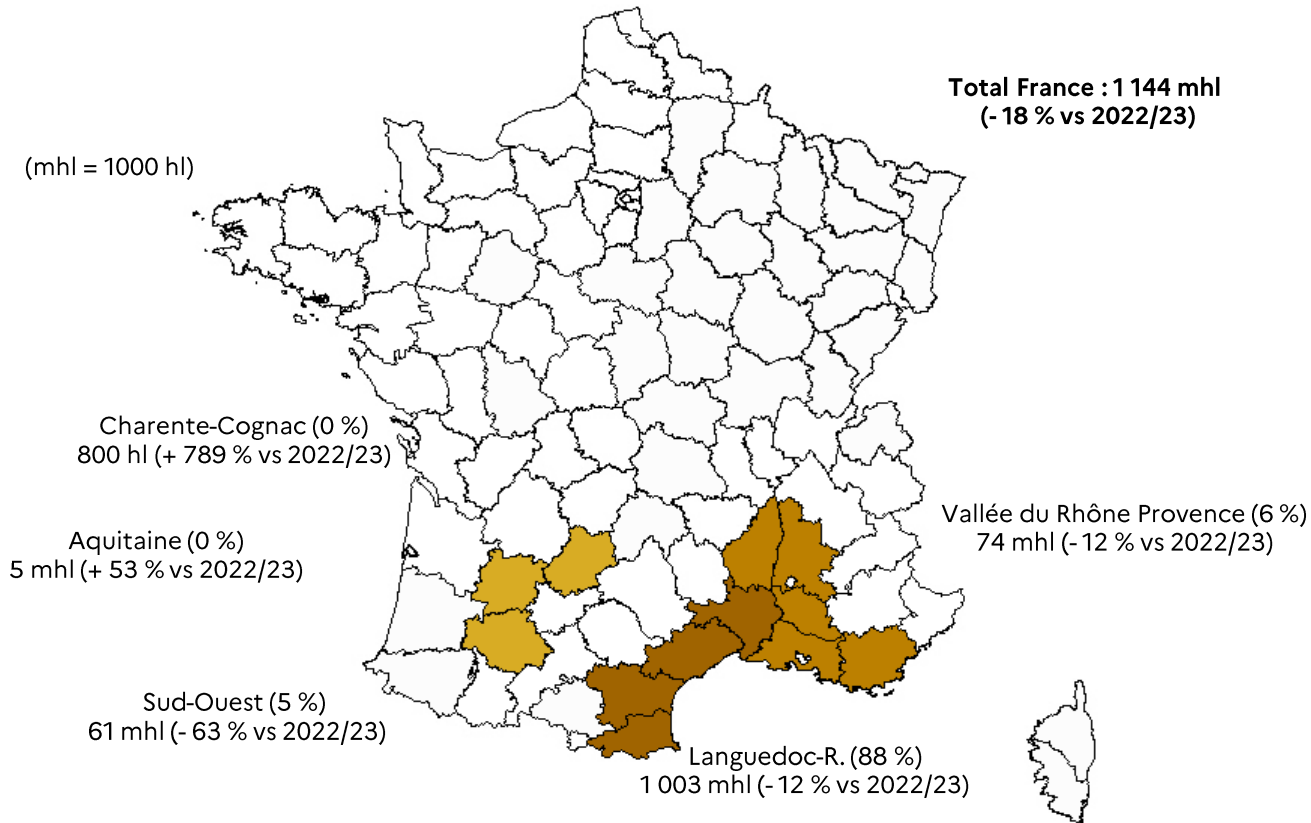 Total France : 1 144 mhl
(- 18 % vs 2022/23)
(mhl = 1000 hl)
Charente-Cognac (0 %)
800 hl (+ 789 % vs 2022/23)
Vallée du Rhône Provence (6 %)
74 mhl (- 12 % vs 2022/23)
Aquitaine (0 %)
5 mhl (+ 53 % vs 2022/23)
Sud-Ouest (5 %)
61 mhl (- 63 % vs 2022/23)
Languedoc-R. (88 %)
1 003 mhl (- 12 % vs 2022/23)